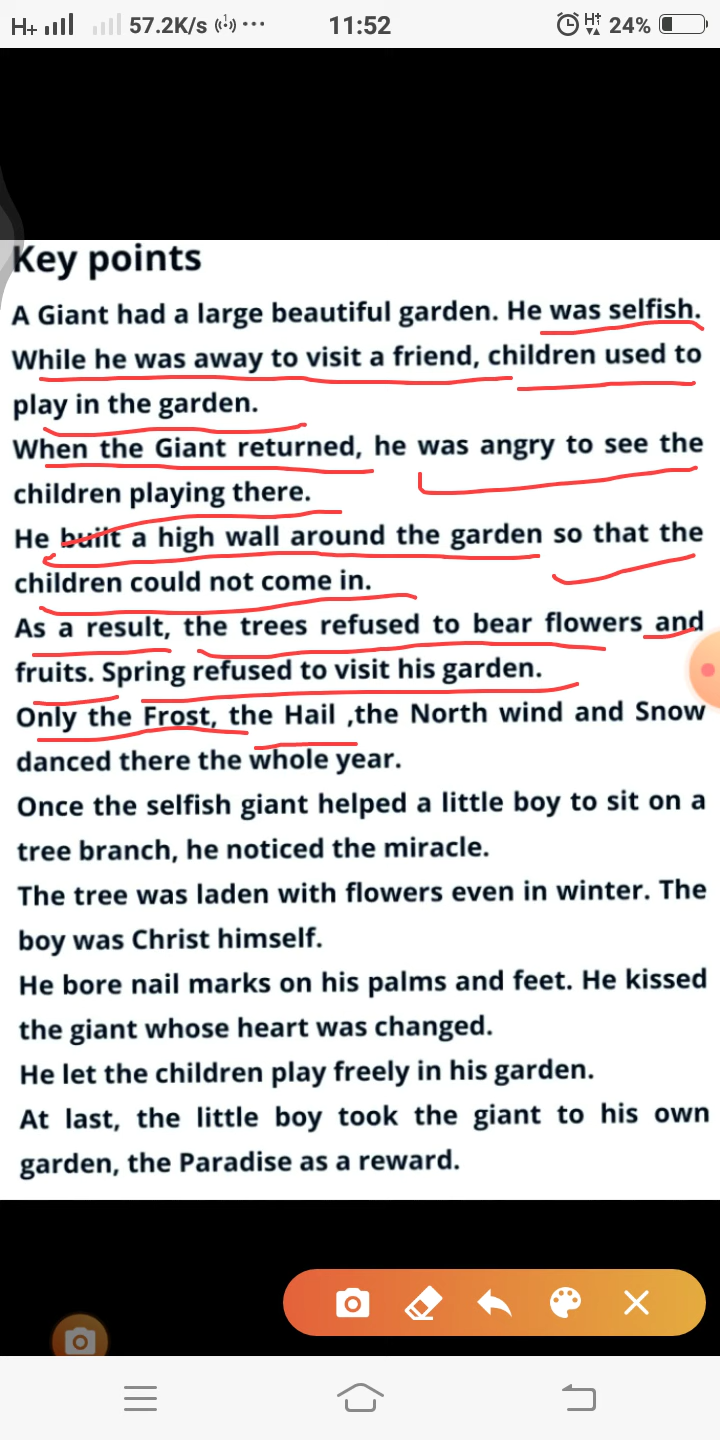 H+ 57.2K/s ... 11:52 24%
Key points
A Giant had a large beautiful garden. He was selfish.
While he was away to visit a friend, children used to
play in the garden.
When the Giant returned, he was angry to see the
children playing there.
He built a high wall around the garden so that the
children could not come in.
As a result, the trees refused to bear flowers and
fruits. Spring refused to visit his garden.
Only the Frost, the Hail ,the North wind and Snow
danced there the whole year.
Once the selfish giant helped a little boy to sit on a
tree branch, he noticed the miracle.
The tree was laden with flowers even in winter. The
boy was Christ himself.
He bore nail marks on his palms and feet. He kissed
the giant whose heart was changed.
He let the children play freely in his garden.
At last, the little boy took the giant to his own
garden, the Paradise as a reward.